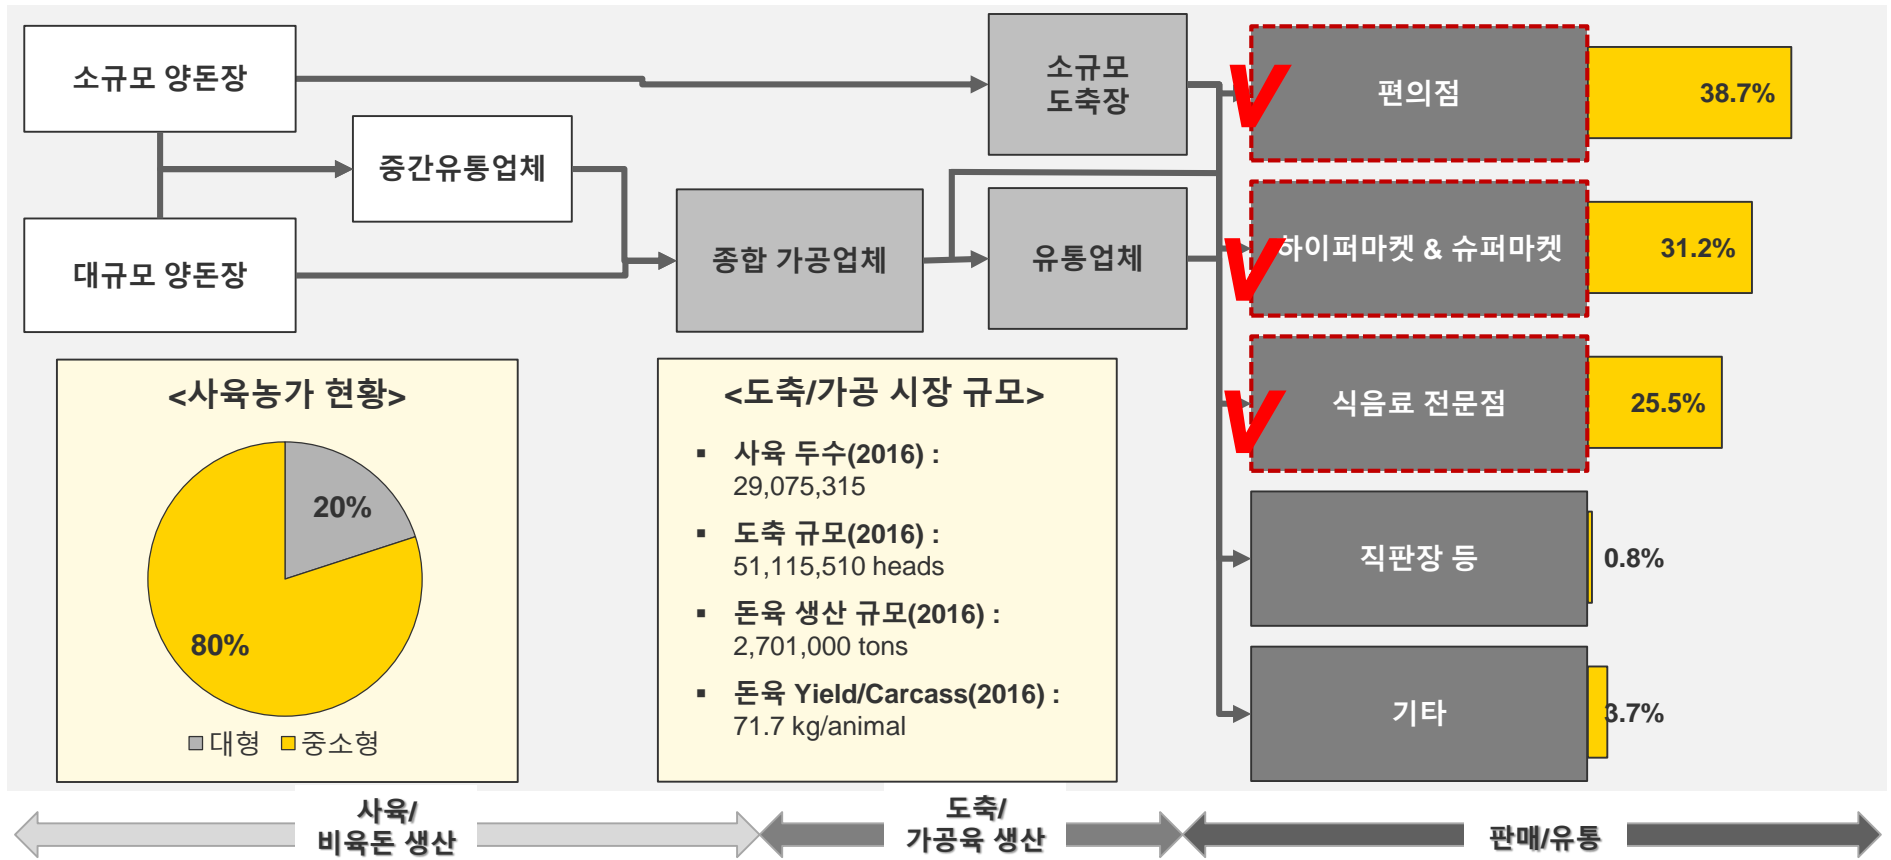 소규모 양돈장
대규모 양돈장
중간유통업체
종합 가공업체
소규모
도축장
유통업체
편의점
38.7%
하이퍼마켓 & 슈퍼마켓
31.2%
식음료 전문점
25.5%
직판장 등
0.8%
기타
3.7%
<사육농가 현황>
20%
80%
대형 중소형
<도축/가공 시장 규모>
▪ 사육 두수(2016) :
29,075,315
▪ 도축 규모(2016) :
51,115,510 heads
▪ 돈육 생산 규모(2016) :
2,701,000 tons
▪ 돈육 Yield/Carcass(2016) :
71.7 kg/animal
사육/
비육돈 생산
도축/
가공육 생산
판매/유통